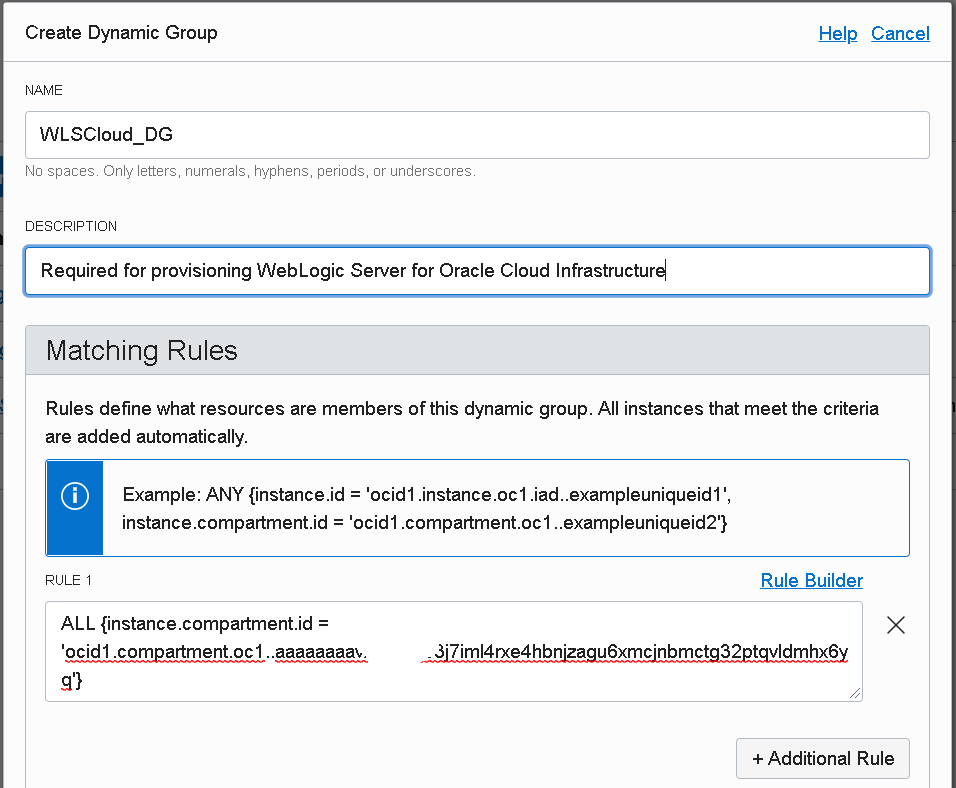 Create Dynamic Group Help Cancel
NAME
WLSCloud_DG
No spaces. Only letters, numerals, hyphens, periods, or underscores.
DESCRIPTION
Required for provisioning WebLogic Server for Oracle Cloud Infrastructure
Matching Rules
Rules define what resources are members of this dynamic group. All instances that meet the criteria
are added automatically.
Example: ANY {instance.id = 'ocid1.instance.oc1.iad..exampleuniqueid1',
instance.compartment.id = 'ocid1.compartment.oc1..exampleuniqueid2'}
RULE 1 Rule Builder
ALL {instance.compartment.id =
'ocid1.compartment.oc1..aaaaaaaav 3j7iml4rxe4hbnjzagu6xmcjnbmctg32ptqvldmhx6y
q'}
+ Additional Rule